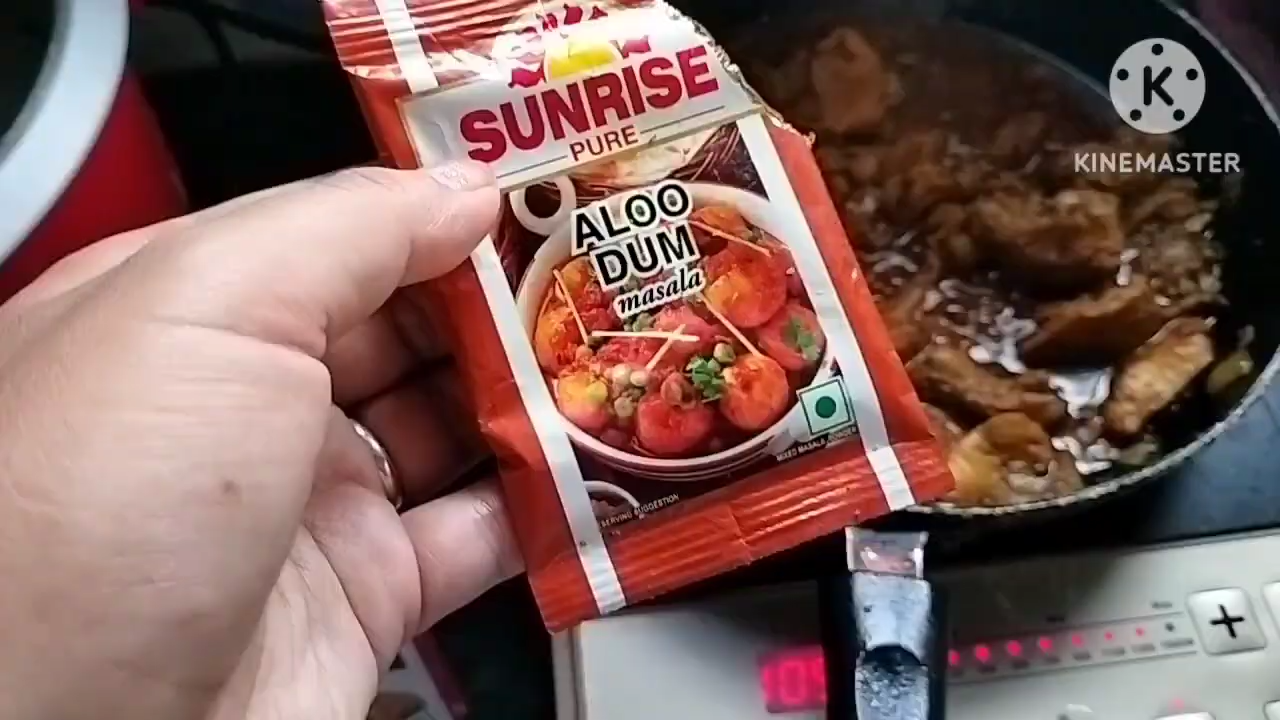 SUNRISE
PURE
ALOO
DUM
masala
MIXED MASALA POWDER
SERVING SUGGESTION
K
KINEMASTER
+